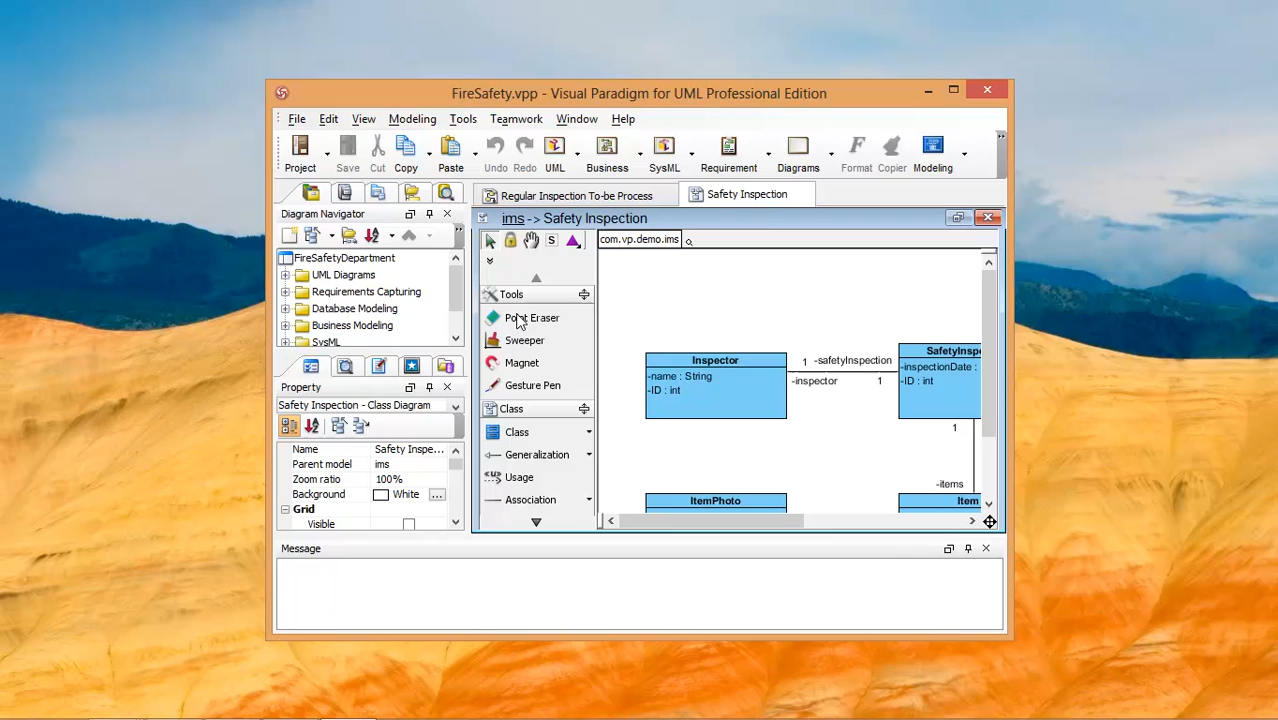 FireSafety.vpp - Visual Paradigm for UML Professional Edition
File Edit View Modeling Tools Teamwork Window Help
Project Save Cut Copy Paste Undo Redo UML Business SysML Requirement Diagrams Format Copier Modeling
Regular Inspection To-be Process Safety Inspection
Diagram Navigator
FireSafetyDepartment
UML Diagrams
Requirements Capturing
Database Modeling
Business Modeling
SysML
Property
Safety Inspection - Class Diagram
Name Safety Inspe...
Parent model ims
Zoom ratio 100%
Background White ...
Grid
Visible
ims -> Safety Inspection
S
com.vp.demo.ims
Tools
Point Eraser
Sweeper
Magnet
Gesture Pen
Class
Class
Generalization
Usage
Association
Inspector
-name : String
-ID : int
1 -safetyInspection
-inspector 1
SafetyInspe
-inspectionDate :
-ID : int
1
-items
ItemPhoto
Item
Message